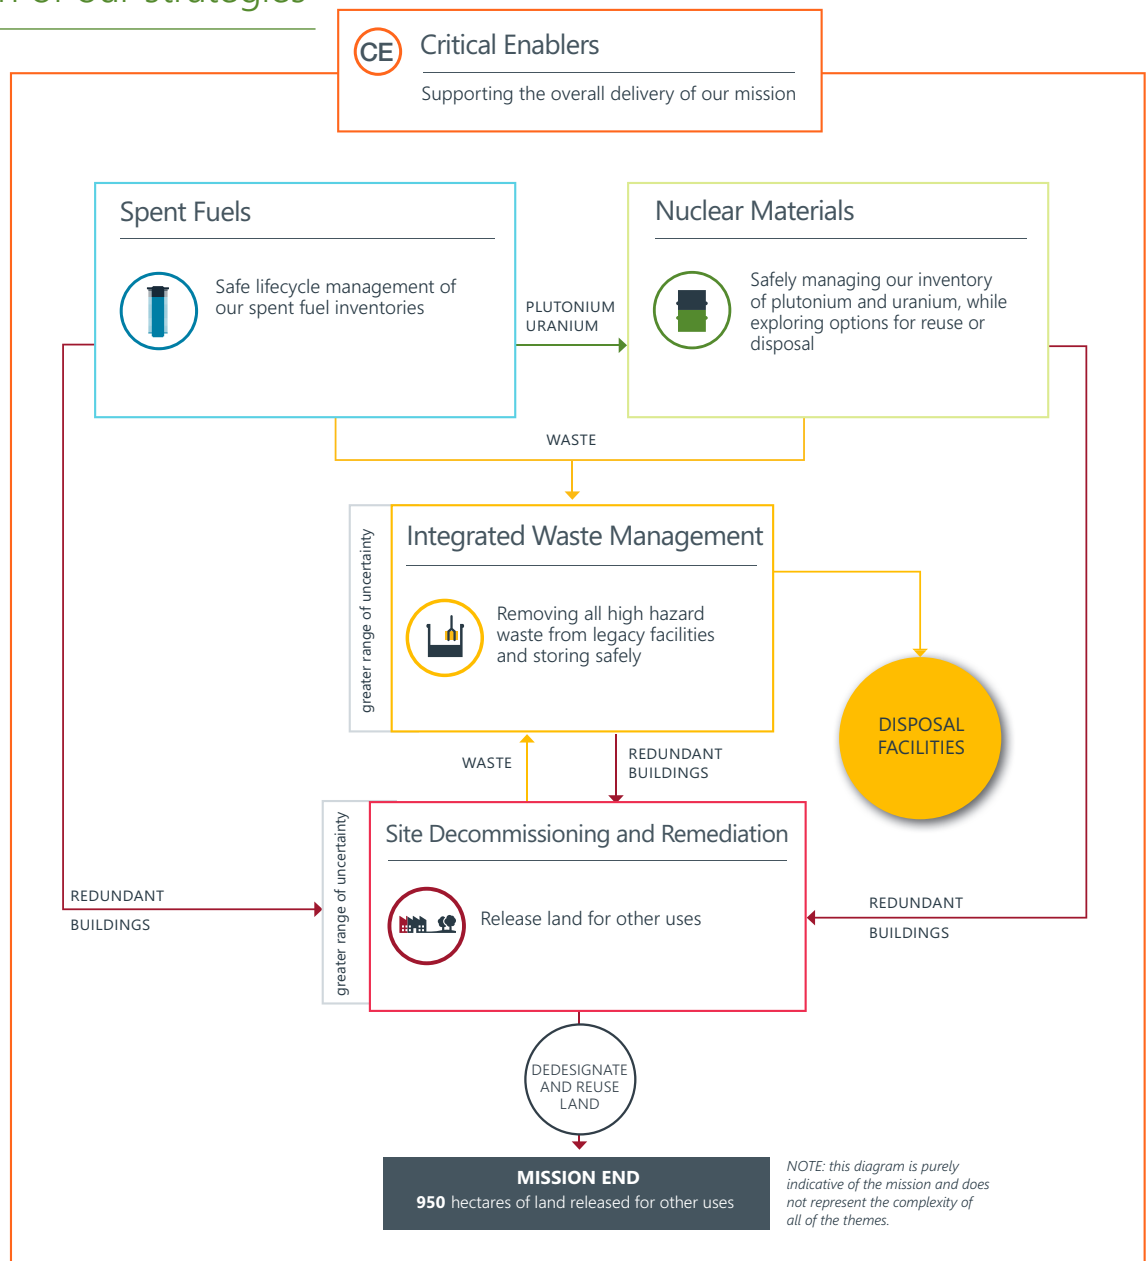 of our strategies
CE
Critical Enablers
Supporting the overall delivery of our mission
Spent Fuels
Safe lifecycle management of
our spent fuel inventories
PLUTONIUM
URANIUM
Nuclear Materials
Safely managing our inventory
of plutonium and uranium, while
exploring options for reuse or
disposal
WASTE
greater range of uncertainty
Integrated Waste Management
Removing all high hazard
waste from legacy facilities
and storing safely
DISPOSAL
FACILITIES
WASTE
REDUNDANT
BUILDINGS
greater range of uncertainty
Site Decommissioning and Remediation
Release land for other uses
REDUNDANT
BUILDINGS
REDUNDANT
BUILDINGS
DEDESIGNATE
AND REUSE
LAND
MISSION END
950 hectares of land released for other uses
NOTE: this diagram is purely
indicative of the mission and does
not represent the complexity of
all of the themes.